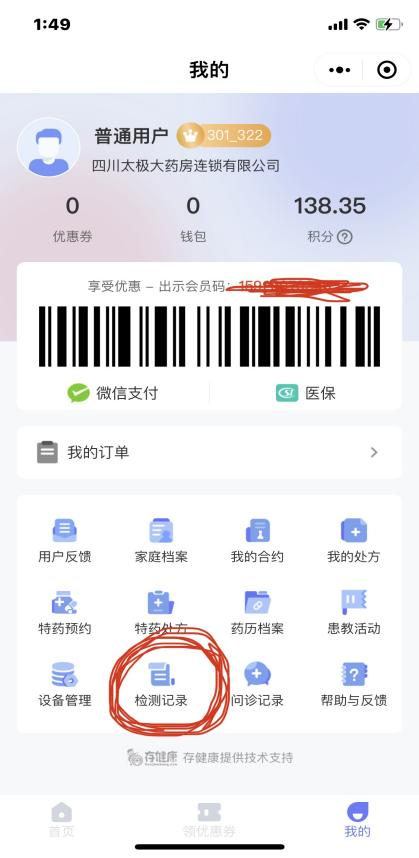 1:49
我的
普通用户 301_322
四川太极大药房连锁有限公司
0 0 138.35
优惠券 钱包 积分?
享受优惠 – 出示会员码:
微信支付 医保
我的订单
用户反馈 家庭档案 我的合约 我的处方
特药预约 特药处方 药历档案 患教活动
设备管理 检测记录 问诊记录 帮助与反馈
存健康 存健康提供技术支持
首页 领优惠券 我的